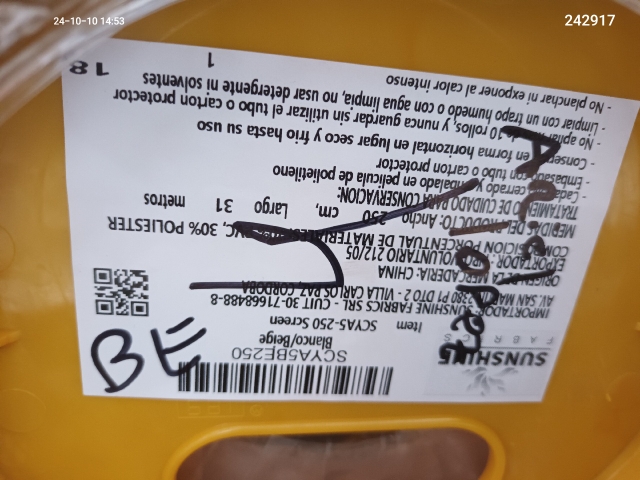 24-10-10 14:53
242917
SUNSHINE
FABRICS
SCYA5BE250
Blanco/Beige
Item SCYA5-250 Screen
IMPORTADOR: SUNSHINE FABRICS SRL - CUIT 30-71668488-8
AV. SAN MAR 2380 P1 DTO 2 - VILLA CARLOS PAZ, CORDOBA
ORIGEN DE LA MERCADERIA: CHINA
EXPORTADOR: VOLUNTARIO 212/05
COMPOSICION PORCENTUAL DE MATERIALES PVC, 30% POLIESTER
MEDIDAS DEL PRODUCTO: Ancho 250 cm, Largo 31 metros
TRATAMIENTO DE CUIDADO PARA CONSERVACION:
- Embasado con tubo o carton protector y embalado en pelicula de polietileno
- Conservar en forma horizontal en lugar seco y frio hasta su uso
- No apilar de 10 rollos, y nunca guardar sin utilizar el tubo o carton protector
- Limpiar con un trapo humedo o con agua limpia, no usar detergente ni solventes
- No planchar ni exponer al calor intenso
1
18
BE